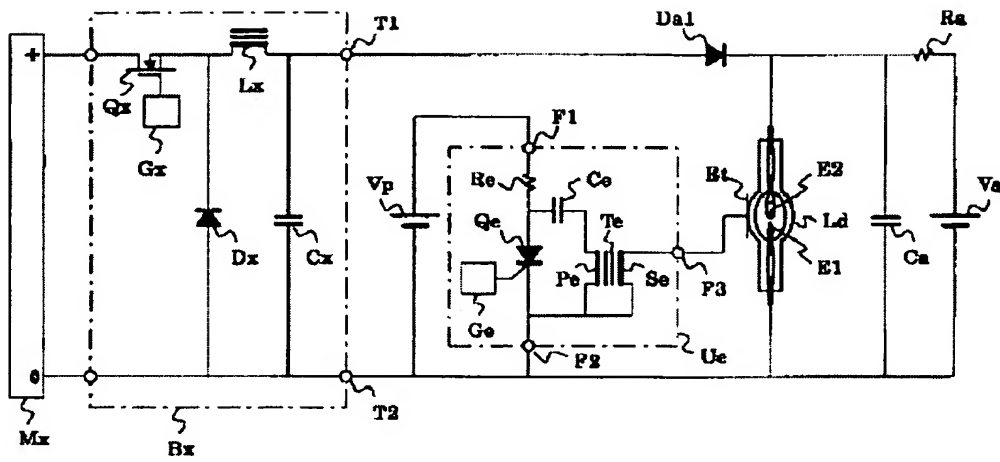 Da1
Ra
T1
+
Lx
Qx
F1
Gx
Et
E2
Re
Ce
Vp
Va
Qe
Te
Ld
Dx
Cx
Pe
Se
F3
E1
Ca
Ge
F2
Ue
0
T2
Mx
Bx